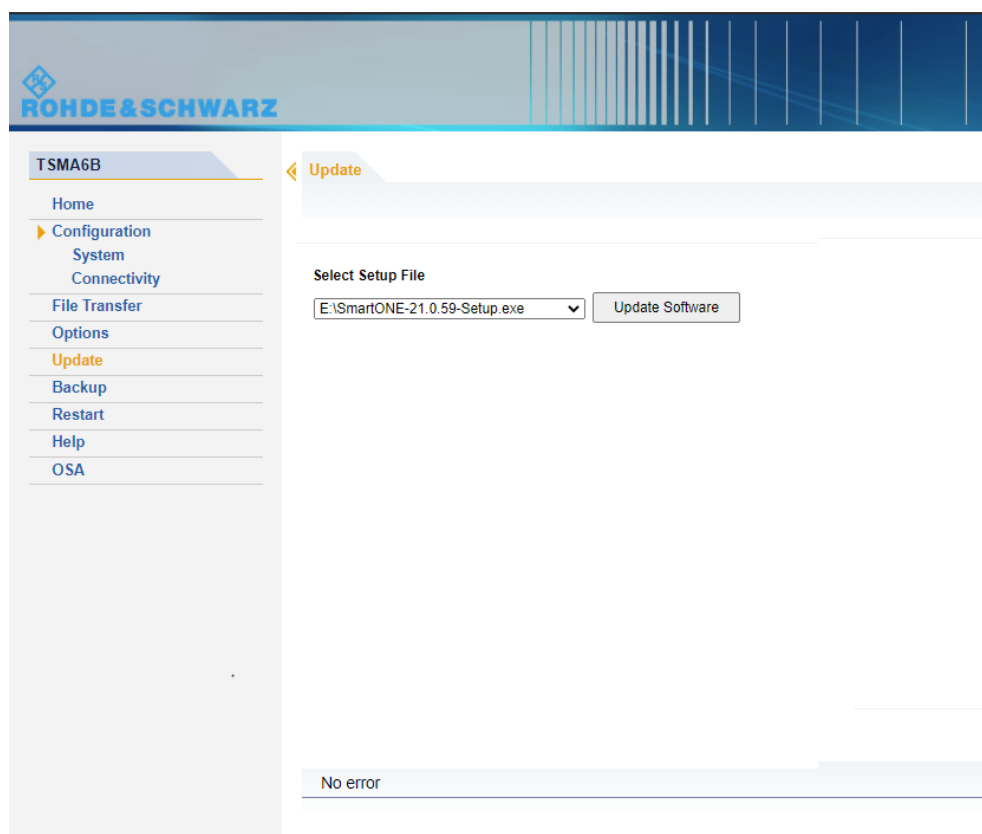 ROHDE&SCHWARZ
TSMA6B
Home
Configuration
System
Connectivity
File Transfer
Options
Update
Backup
Restart
Help
OSA
Update
Select Setup File
E:\SmartONE-21.0.59-Setup.exe Update Software
No error